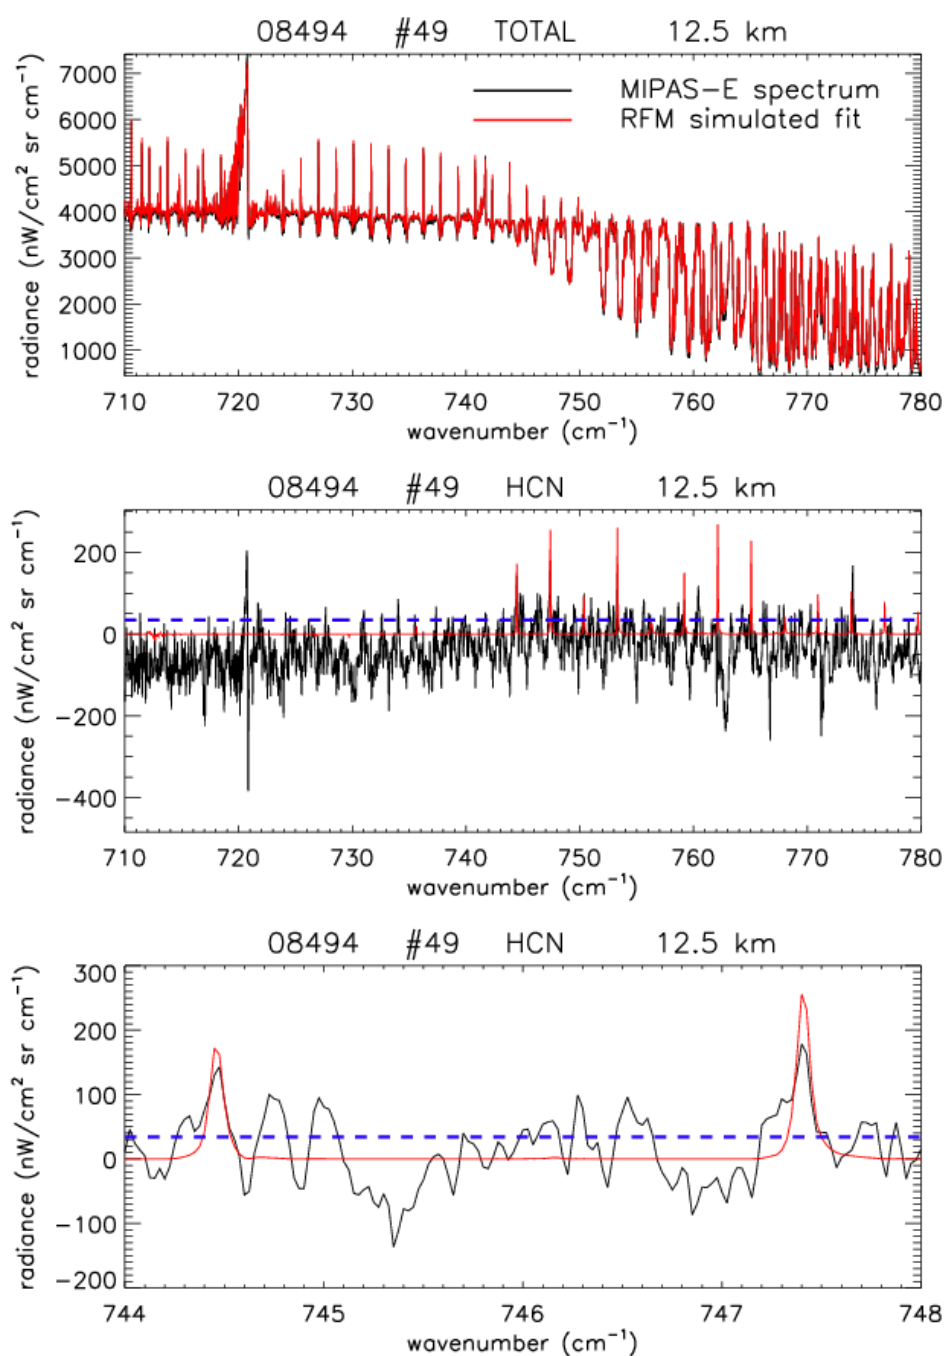 08494 #49 TOTAL 12.5 km
7000
6000
5000
4000
3000
2000
1000
radiance (nW/cm² sr cm⁻¹)
MIPAS−E spectrum
RFM simulated fit
710 720 730 740 750 760 770 780
wavenumber (cm⁻¹)
08494 #49 HCN 12.5 km
200
0
−200
−400
radiance (nW/cm² sr cm⁻¹)
710 720 730 740 750 760 770 780
wavenumber (cm⁻¹)
08494 #49 HCN 12.5 km
300
200
100
0
−100
−200
radiance (nW/cm² sr cm⁻¹)
744 745 746 747 748
wavenumber (cm⁻¹)